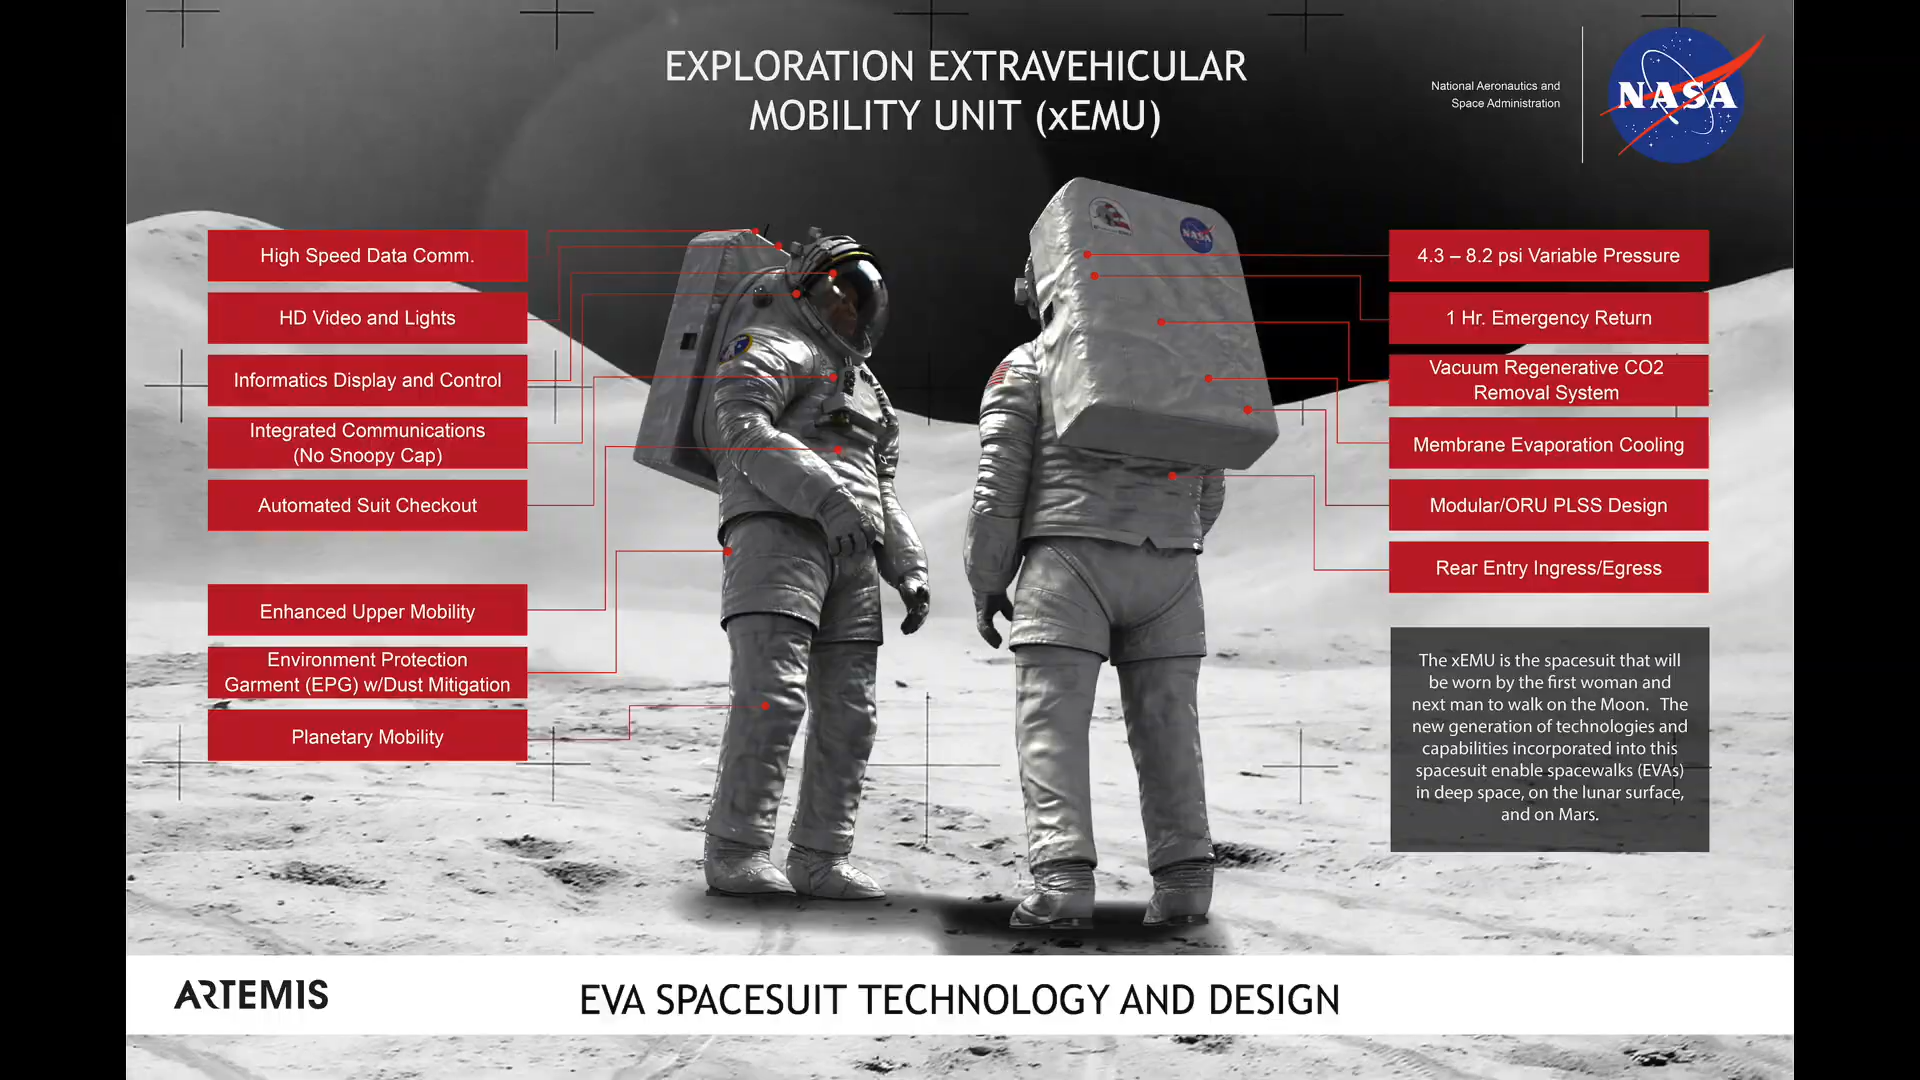 EXPLORATION EXTRAVEHICULAR
MOBILITY UNIT (xEMU)
National Aeronautics and
Space Administration
NASA
High Speed Data Comm.
HD Video and Lights
Informatics Display and Control
Integrated Communications
(No Snoopy Cap)
Automated Suit Checkout
Enhanced Upper Mobility
Environment Protection
Garment (EPG) w/Dust Mitigation
Planetary Mobility
NASA
4.3 – 8.2 psi Variable Pressure
1 Hr. Emergency Return
Vacuum Regenerative CO2
Removal System
Membrane Evaporation Cooling
Modular/ORU PLSS Design
Rear Entry Ingress/Egress
The xEMU is the spacesuit that will
be worn by the first woman and
next man to walk on the Moon. The
new generation of technologies and
capabilities incorporated into this
spacesuit enable spacewalks (EVAs)
in deep space, on the lunar surface,
and on Mars.
ARTEMIS
EVA SPACESUIT TECHNOLOGY AND DESIGN